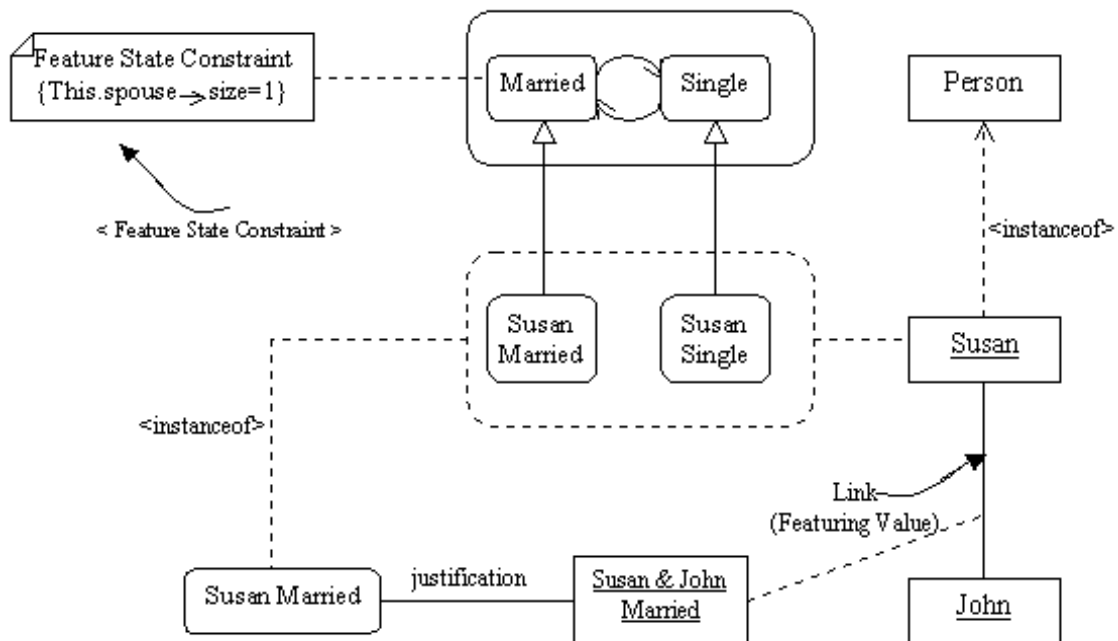 Feature State Constraint
{This.spouse->size=1}
Married
Single
Person
< Feature State Constraint >
<instanceof>
Susan
Married
Susan
Single
Susan
<instanceof>
Link
(Featuring Value)
Susan Married
justification
Susan & John
Married
John